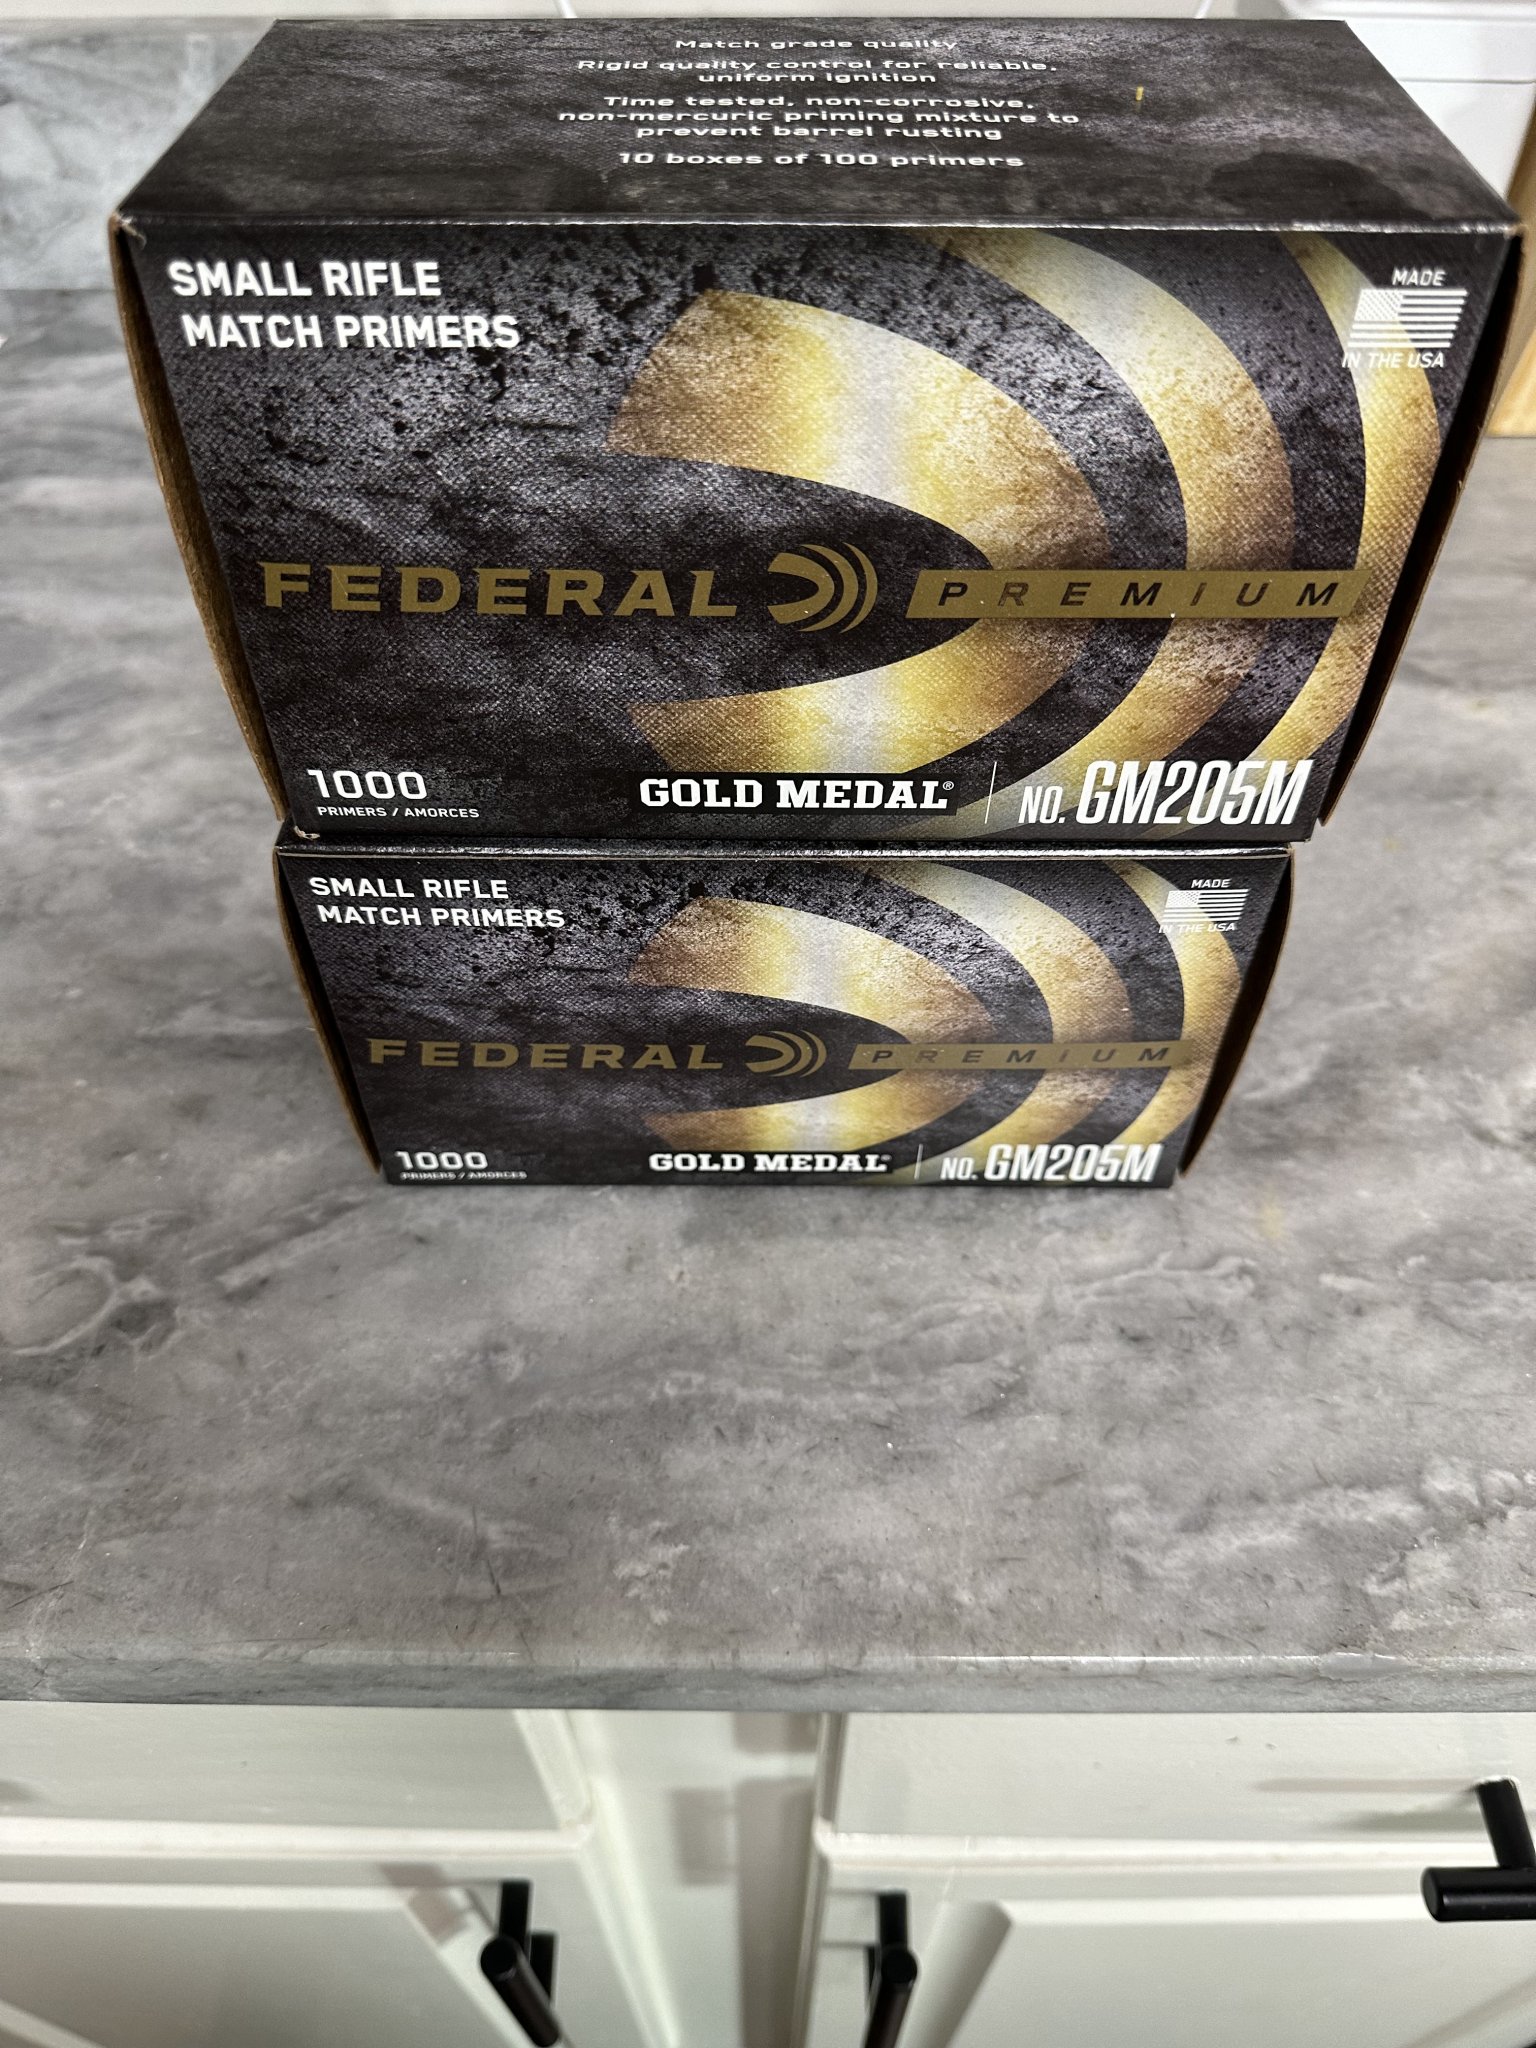 Match grade quality
Rigid quality control for reliable,
uniform ignition
Time tested, non-corrosive,
non-mercuric priming mixture to
prevent barrel rusting
10 boxes of 100 primers
SMALL RIFLE
MATCH PRIMERS
MADE
IN THE USA
FEDERAL PREMIUM
1000
PRIMERS / AMORCES
GOLD MEDAL®
NO. GM205M
SMALL RIFLE
MATCH PRIMERS
MADE
IN THE USA
FEDERAL PREMIUM
1000
PRIMERS / AMORCES
GOLD MEDAL®
NO. GM205M